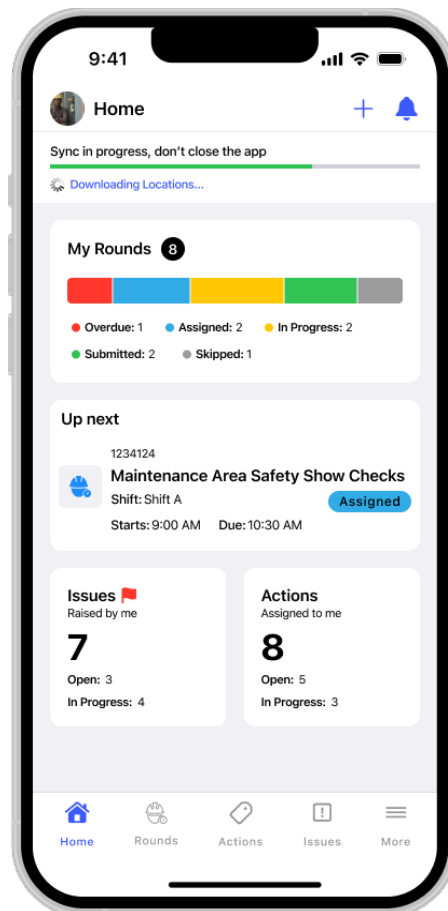 9:41
Home
Sync in progress, don't close the app
Downloading Locations...
My Rounds 8
Overdue: 1 Assigned: 2 In Progress: 2
Submitted: 2 Skipped: 1
Up next
1234124
Maintenance Area Safety Show Checks
Shift: Shift A
Assigned
Starts: 9:00 AM Due: 10:30 AM
Issues
Raised by me
7
Open: 3
In Progress: 4
Actions
Assigned to me
8
Open: 5
In Progress: 3
Home Rounds Actions Issues More